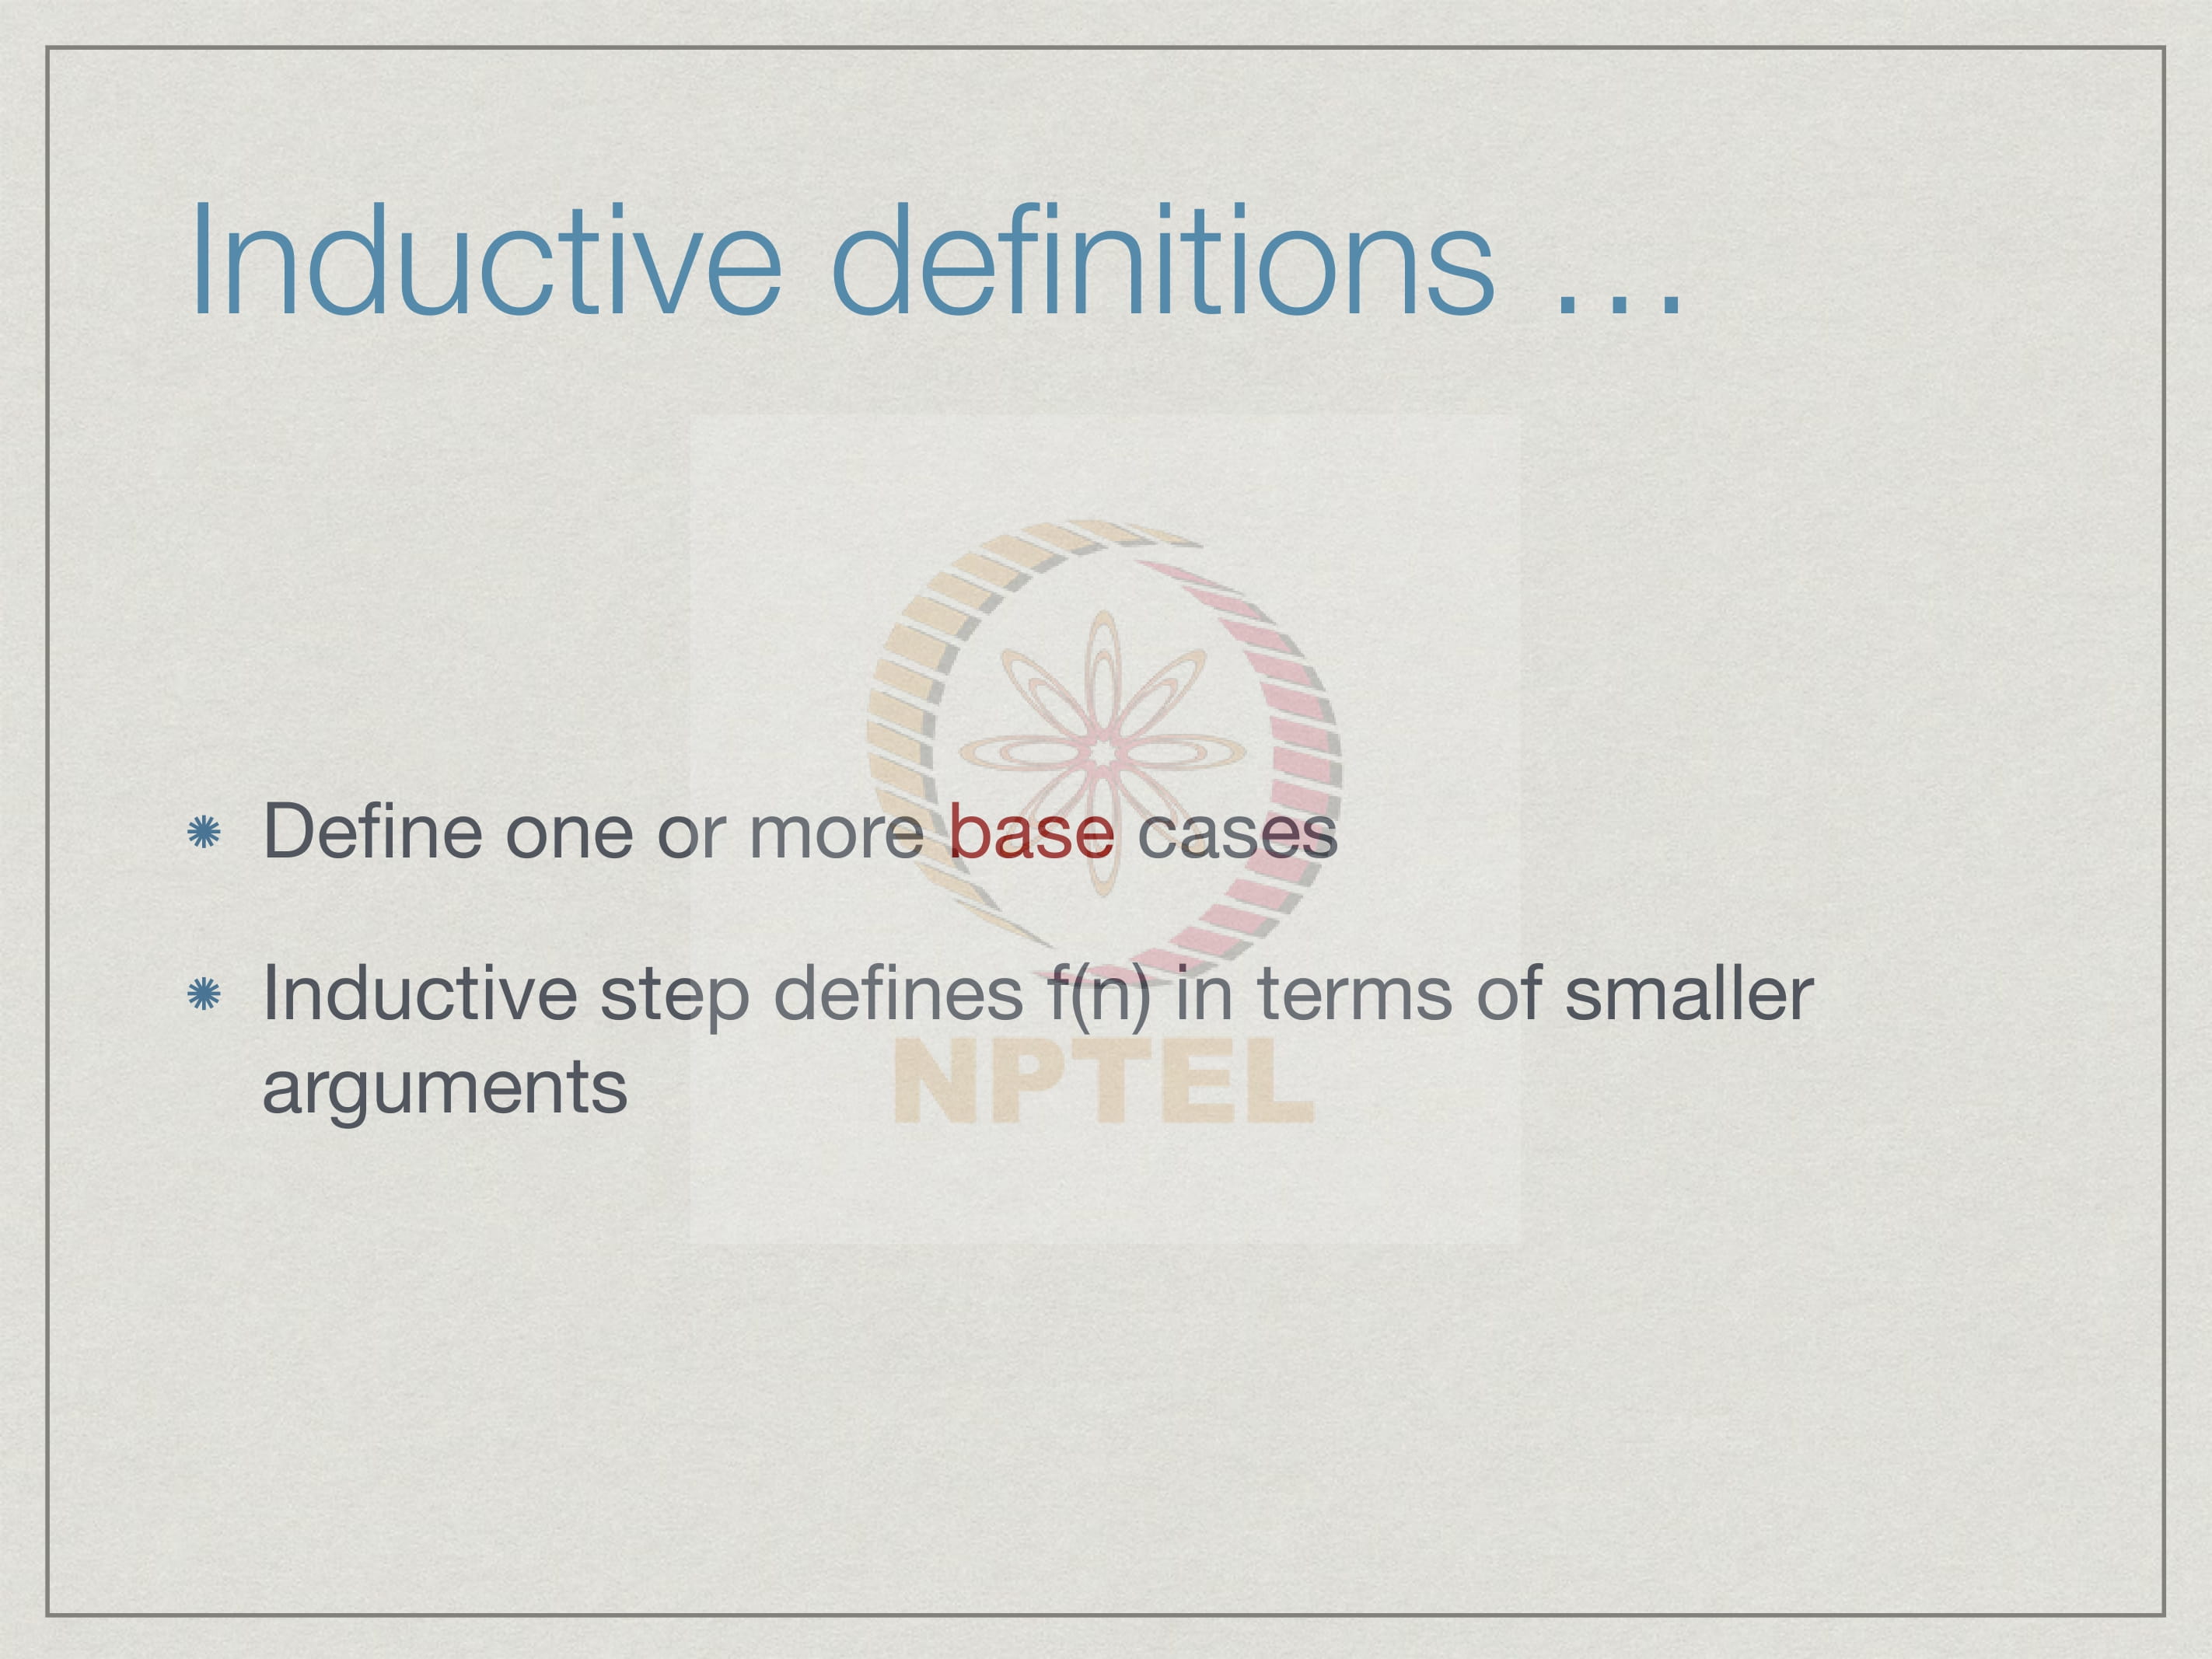 Inductive definitions …
Define one or more base cases
Inductive step defines f(n) in terms of smaller
arguments
NPTEL